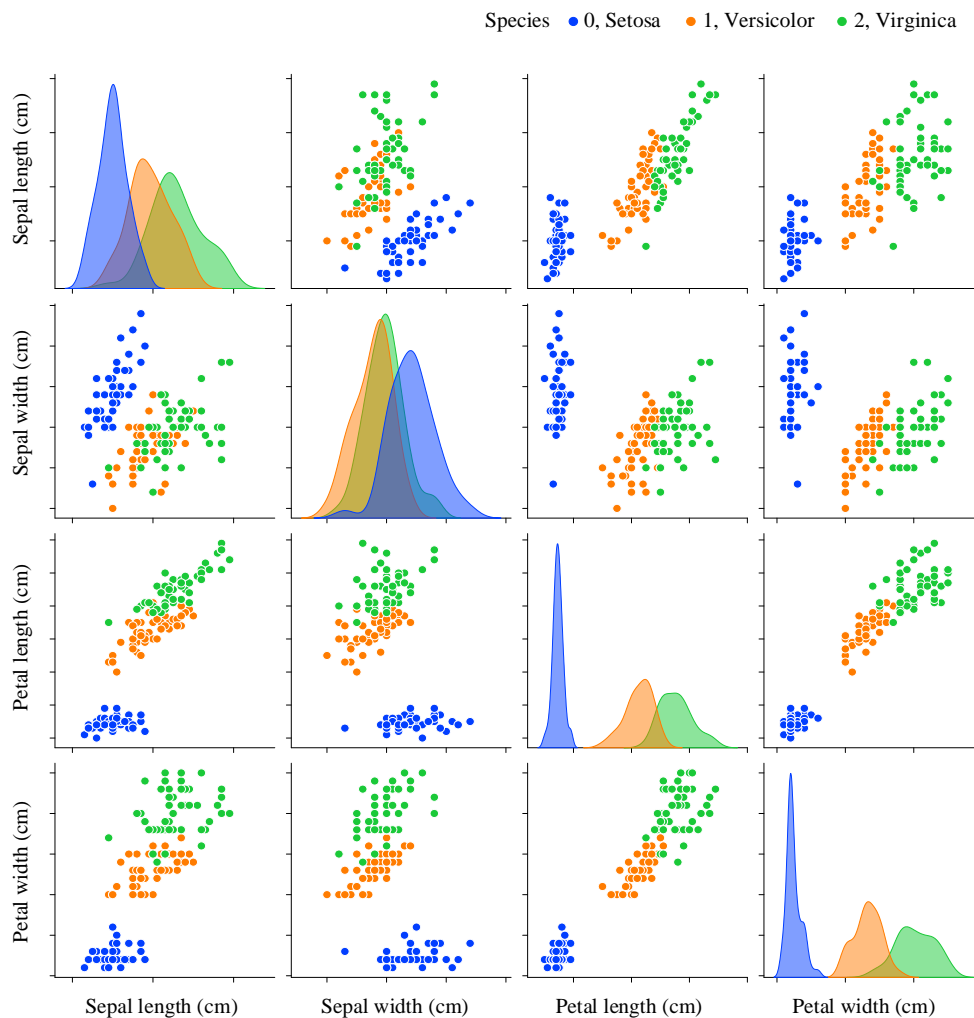 Species 0, Setosa 1, Versicolor 2, Virginica
Sepal length (cm)
Sepal width (cm)
Petal length (cm)
Petal width (cm)
Sepal length (cm) Sepal width (cm) Petal length (cm) Petal width (cm)